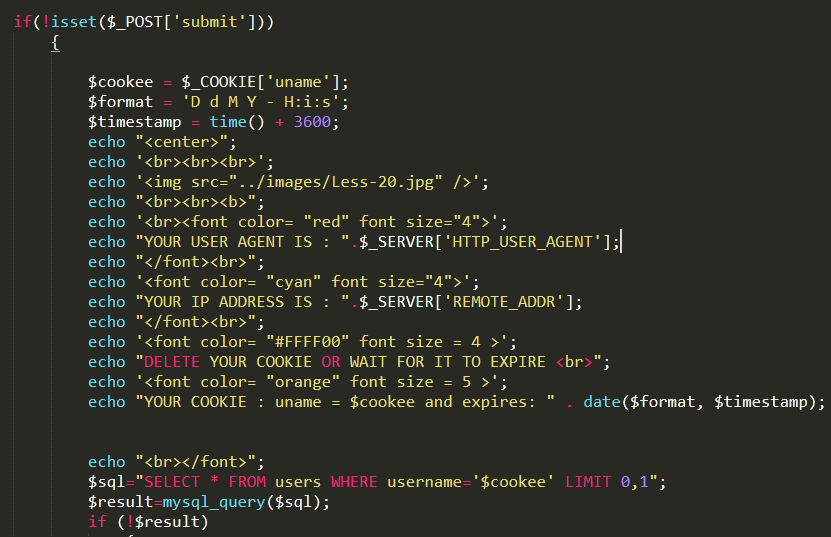 if(!isset($_POST['submit']))
{
$cookee = $_COOKIE['uname'];
$format = 'D d M Y - H:i:s';
$timestamp = time() + 3600;
echo "<center>";
echo '<br><br><br>';
echo '<img src="../images/Less-20.jpg" />';
echo "<br><br><b>";
echo '<br><font color= "red" font size="4">';
echo "YOUR USER AGENT IS : ".$_SERVER['HTTP_USER_AGENT'];
echo "</font><br>";
echo '<font color= "cyan" font size="4">';
echo "YOUR IP ADDRESS IS : ".$_SERVER['REMOTE_ADDR'];
echo "</font><br>";
echo '<font color= "#FFFF00" font size = 4 >';
echo "DELETE YOUR COOKIE OR WAIT FOR IT TO EXPIRE <br>";
echo '<font color= "orange" font size = 5 >';
echo "YOUR COOKIE : uname = $cookee and expires: " . date($format, $timestamp);
echo "<br></font>";
$sql="SELECT * FROM users WHERE username='$cookee' LIMIT 0,1";
$result=mysql_query($sql);
if (!$result)